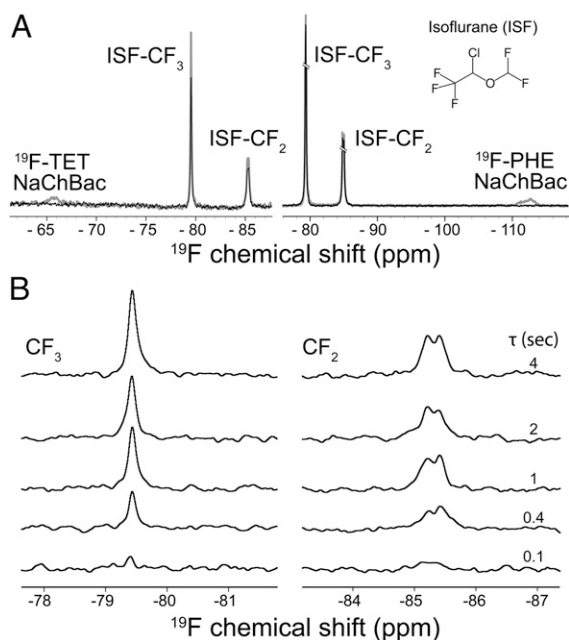 A
Isoflurane (ISF)
Cl
F
F
F
F
F
O
ISF-CF3
ISF-CF2
19F-TET
NaChBac
ISF-CF3
ISF-CF2
19F-PHE
NaChBac
- 65 - 70 - 75 - 80 - 85
- 80 - 90 - 100 - 110
19F chemical shift (ppm)
B
CF3
CF2
τ (sec)
4
2
1
0.4
0.1
-78 -79 -80 -81
-84 -85 -86 -87
19F chemical shift (ppm)